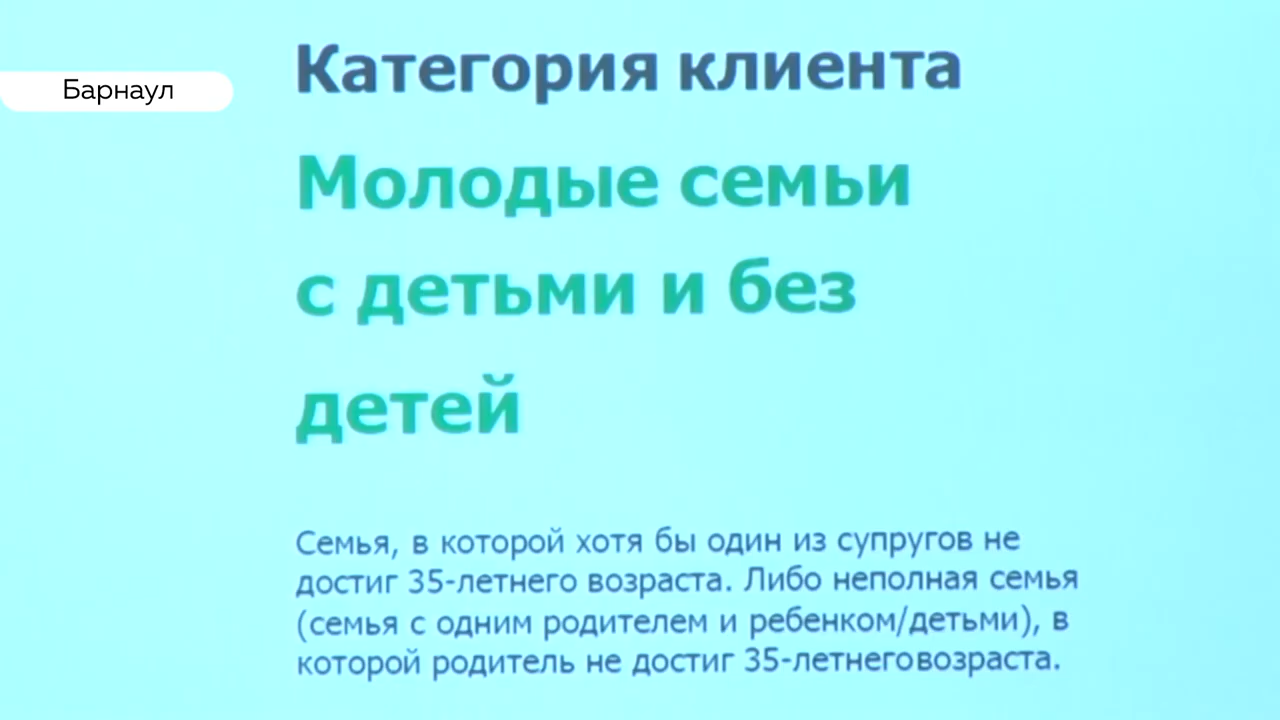 Категория клиента
Барнаул
Молодые семьи
с детьми и без
детей
Семья, в которой хотя бы один из супругов не
достиг 35-летнего возраста. Либо неполная семья
(семья с одним родителем и ребенком/детьми), в
которой родитель не достиг 35-летнеговозраста.